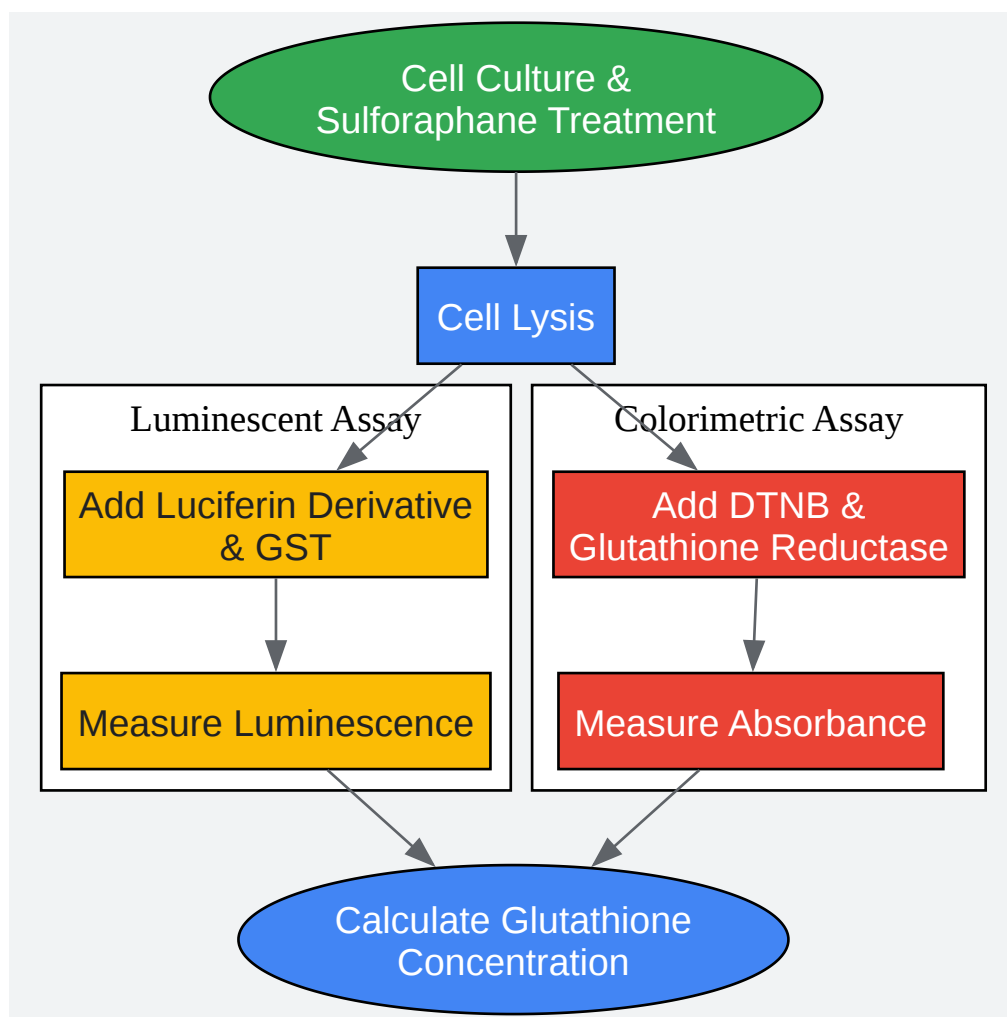 Cell Culture &
Sulforaphane Treatment
Cell Lysis
Luminescent Assay
Add Luciferin Derivative
& GST
Measure Luminescence
Colorimetric Assay
Add DTNB &
Glutathione Reductase
Measure Absorbance
Calculate Glutathione
Concentration